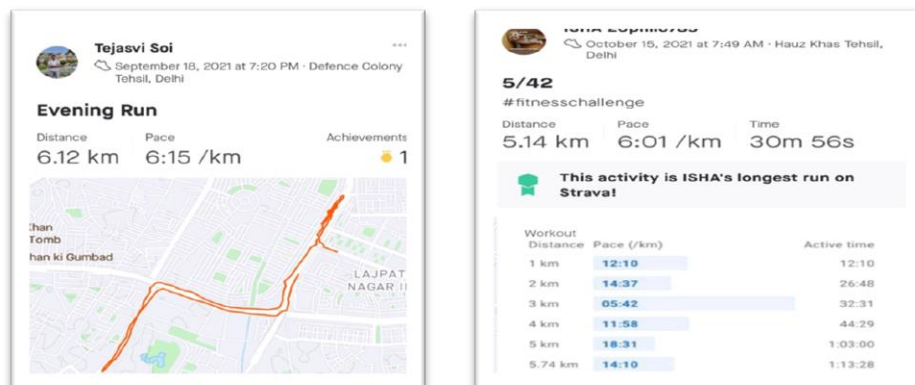 Tejasvi Soi
September 18, 2021 at 7:20 PM · Defence Colony
Tehsil, Delhi
Evening Run
Distance Pace Achievements
6.12 km 6:15 /km 1
Khan
Tomb
han ki Gumbad
LAJPAT
NAGAR II
October 15, 2021 at 7:49 AM · Hauz Khas Tehsil,
Delhi
5/42
#fitnesschallenge
Distance Pace Time
5.14 km 6:01 /km 30m 56s
This activity is ISHA's longest run on
Strava!
Workout
Distance Pace (/km) Active time
1 km 12:10 12:10
2 km 14:37 26:48
3 km 05:42 32:31
4 km 11:58 44:29
5 km 18:31 1:03:00
5.74 km 14:10 1:13:28